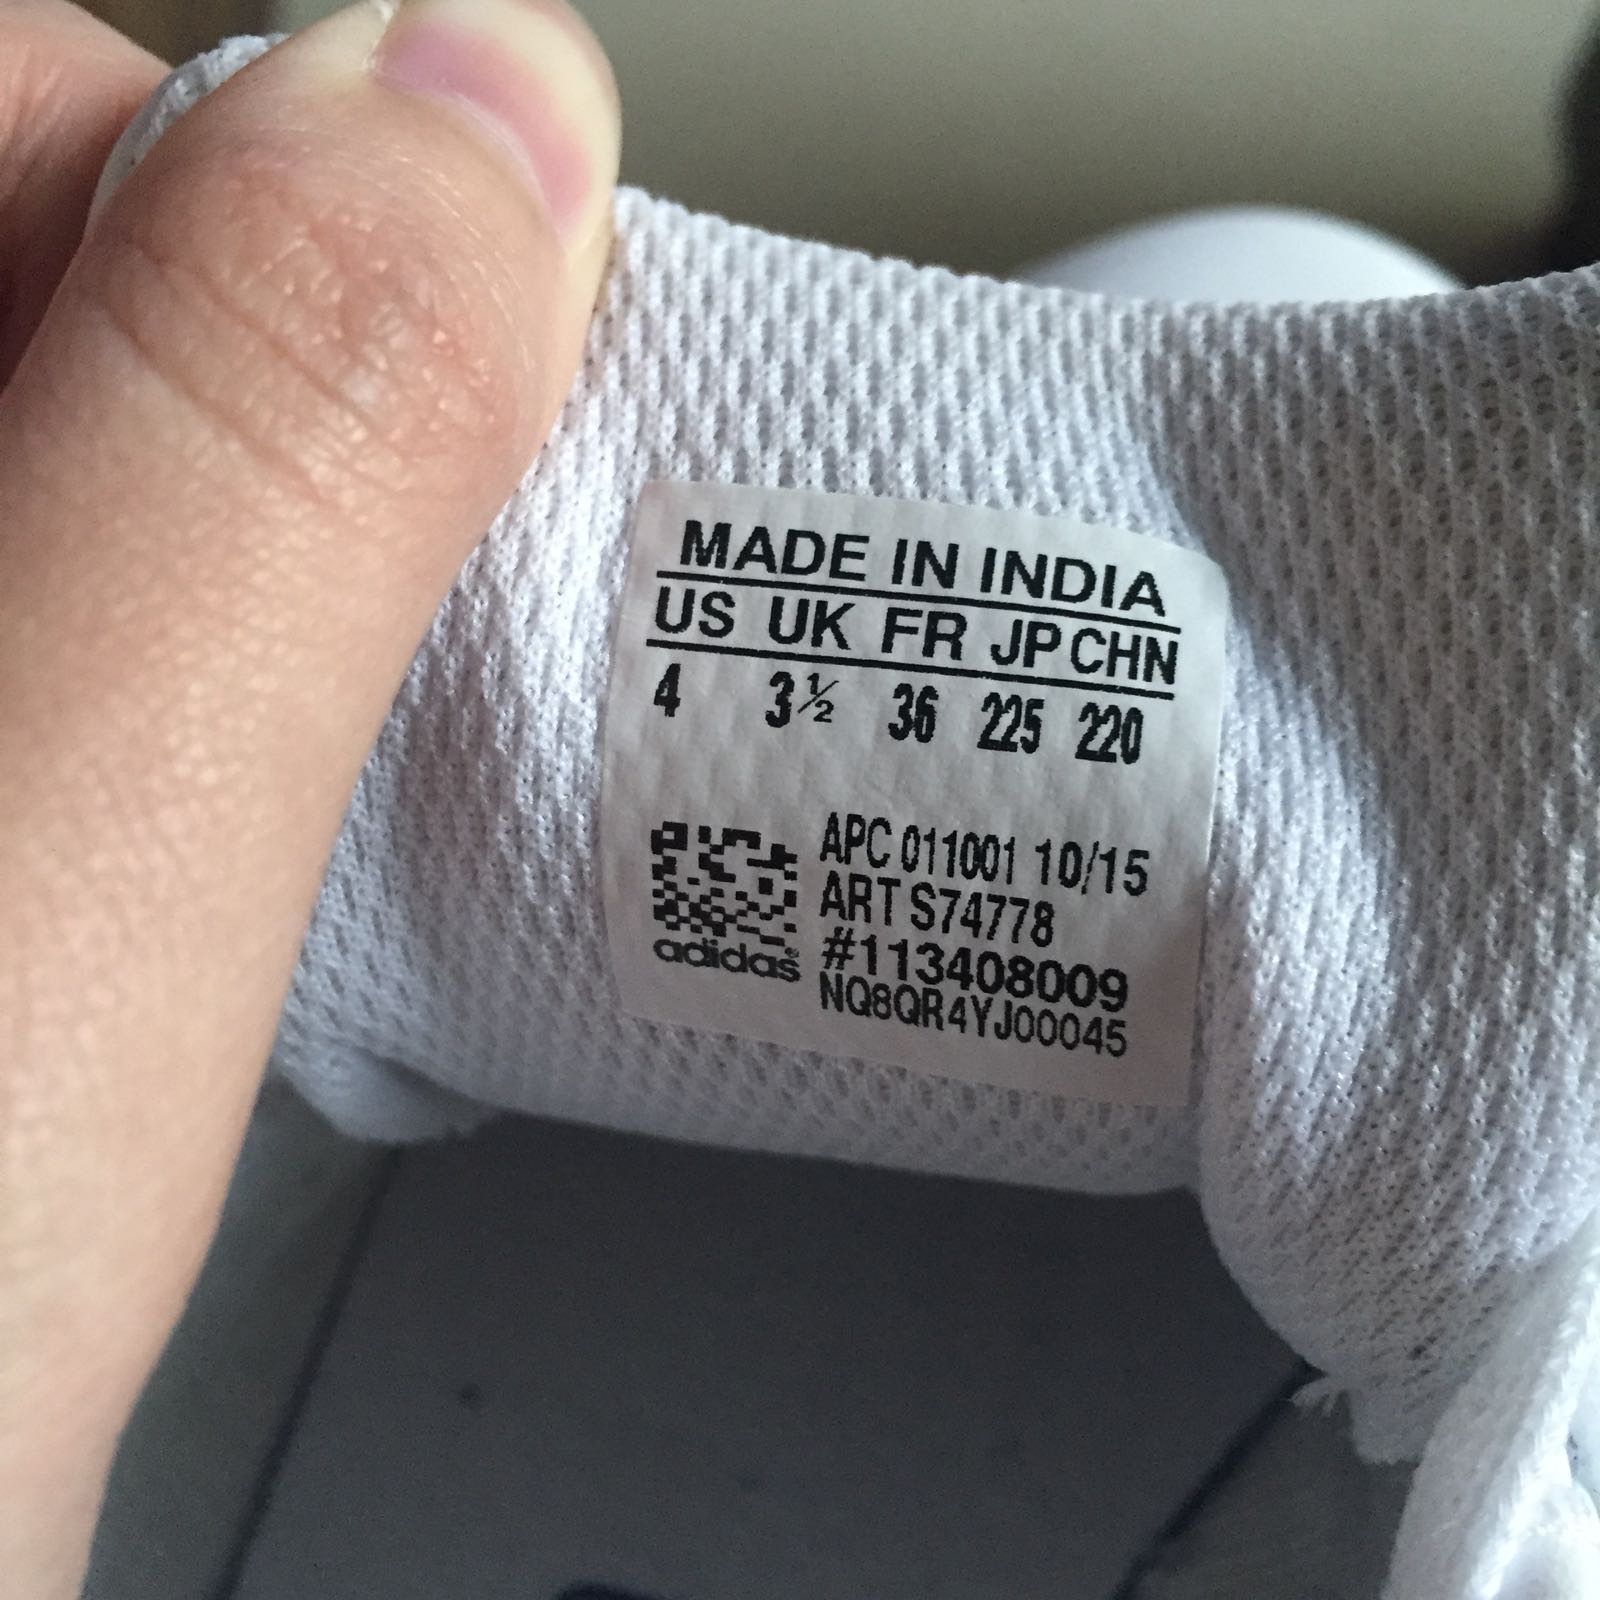 MADE IN INDIA
US UK FR JP CHN
4 3½ 36 225 220
APC 011001 10/15
ART S74778
#113408009
NQ8QR4YJ00045
adidas